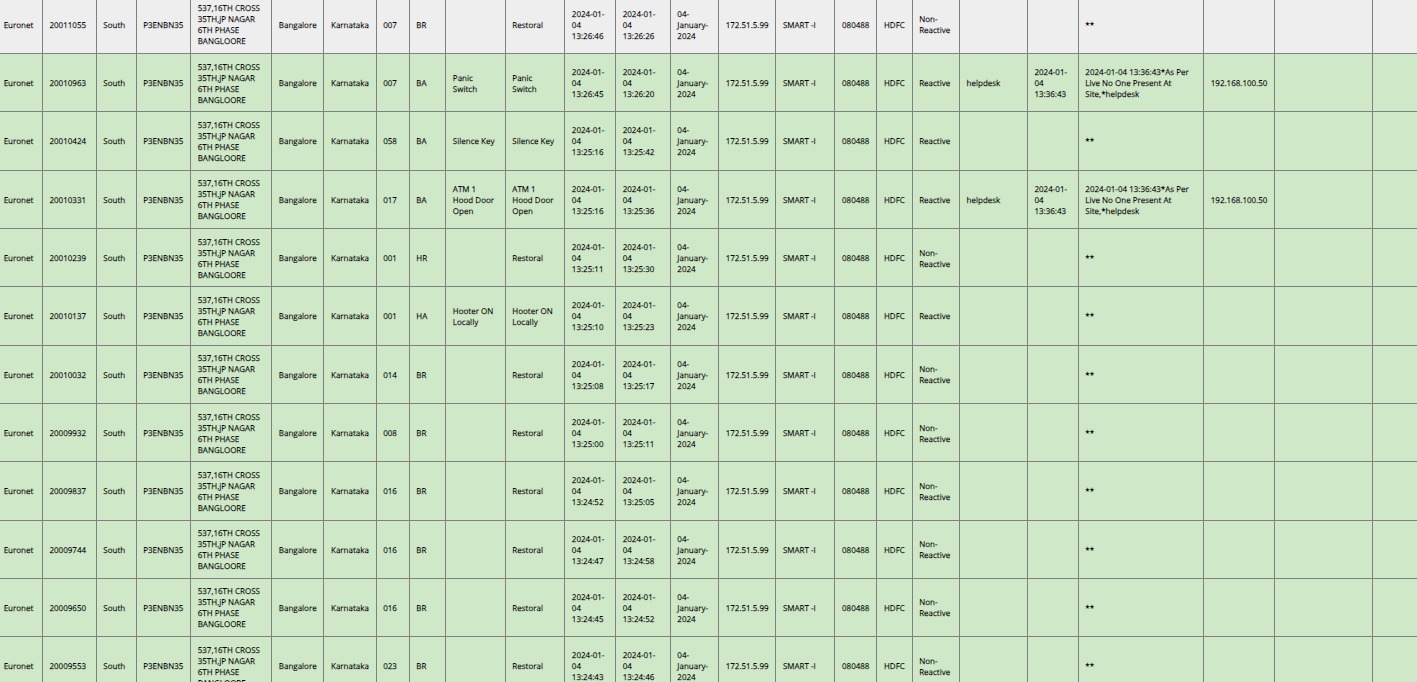 Euronet 20011055 South P3ENBN35 537,16TH CROSS 35TH,JP NAGAR 6TH PHASE BANGLOORE Bangalore Karnataka 007 BR Restoral 2024-01-04 13:26:46 2024-01-04 13:26:26 04-January-2024 172.51.5.99 SMART -I 080488 HDFC Non-Reactive **
Euronet 20010963 South P3ENBN35 537,16TH CROSS 35TH,JP NAGAR 6TH PHASE BANGLOORE Bangalore Karnataka 007 BA Panic Switch Panic Switch 2024-01-04 13:26:45 2024-01-04 13:26:20 04-January-2024 172.51.5.99 SMART -I 080488 HDFC Reactive helpdesk 2024-01-04 13:36:43 2024-01-04 13:36:43*As Per Live No One Present At Site,*helpdesk 192.168.100.50
Euronet 20010424 South P3ENBN35 537,16TH CROSS 35TH,JP NAGAR 6TH PHASE BANGLOORE Bangalore Karnataka 058 BA Silence Key Silence Key 2024-01-04 13:25:16 2024-01-04 13:25:42 04-January-2024 172.51.5.99 SMART -I 080488 HDFC Reactive **
Euronet 20010331 South P3ENBN35 537,16TH CROSS 35TH,JP NAGAR 6TH PHASE BANGLOORE Bangalore Karnataka 017 BA ATM 1 Hood Door Open ATM 1 Hood Door Open 2024-01-04 13:25:16 2024-01-04 13:25:36 04-January-2024 172.51.5.99 SMART -I 080488 HDFC Reactive helpdesk 2024-01-04 13:36:43 2024-01-04 13:36:43*As Per Live No One Present At Site,*helpdesk 192.168.100.50
Euronet 20010239 South P3ENBN35 537,16TH CROSS 35TH,JP NAGAR 6TH PHASE BANGLOORE Bangalore Karnataka 001 HR Restoral 2024-01-04 13:25:11 2024-01-04 13:25:30 04-January-2024 172.51.5.99 SMART -I 080488 HDFC Non-Reactive **
Euronet 20010137 South P3ENBN35 537,16TH CROSS 35TH,JP NAGAR 6TH PHASE BANGLOORE Bangalore Karnataka 001 HA Hooter ON Locally Hooter ON Locally 2024-01-04 13:25:10 2024-01-04 13:25:23 04-January-2024 172.51.5.99 SMART -I 080488 HDFC Reactive **
Euronet 20010032 South P3ENBN35 537,16TH CROSS 35TH,JP NAGAR 6TH PHASE BANGLOORE Bangalore Karnataka 014 BR Restoral 2024-01-04 13:25:08 2024-01-04 13:25:17 04-January-2024 172.51.5.99 SMART -I 080488 HDFC Non-Reactive **
Euronet 20009932 South P3ENBN35 537,16TH CROSS 35TH,JP NAGAR 6TH PHASE BANGLOORE Bangalore Karnataka 008 BR Restoral 2024-01-04 13:25:00 2024-01-04 13:25:11 04-January-2024 172.51.5.99 SMART -I 080488 HDFC Non-Reactive **
Euronet 20009837 South P3ENBN35 537,16TH CROSS 35TH,JP NAGAR 6TH PHASE BANGLOORE Bangalore Karnataka 016 BR Restoral 2024-01-04 13:24:52 2024-01-04 13:25:05 04-January-2024 172.51.5.99 SMART -I 080488 HDFC Non-Reactive **
Euronet 20009744 South P3ENBN35 537,16TH CROSS 35TH,JP NAGAR 6TH PHASE BANGLOORE Bangalore Karnataka 016 BR Restoral 2024-01-04 13:24:47 2024-01-04 13:24:58 04-January-2024 172.51.5.99 SMART -I 080488 HDFC Non-Reactive **
Euronet 20009650 South P3ENBN35 537,16TH CROSS 35TH,JP NAGAR 6TH PHASE BANGLOORE Bangalore Karnataka 016 BR Restoral 2024-01-04 13:24:45 2024-01-04 13:24:52 04-January-2024 172.51.5.99 SMART -I 080488 HDFC Non-Reactive **
Euronet 20009553 South P3ENBN35 537,16TH CROSS 35TH,JP NAGAR 6TH PHASE Bangalore Karnataka 023 BR Restoral 2024-01-04 13:24:43 2024-01-04 13:24:46 04-January-2024 172.51.5.99 SMART -I 080488 HDFC Non-Reactive **